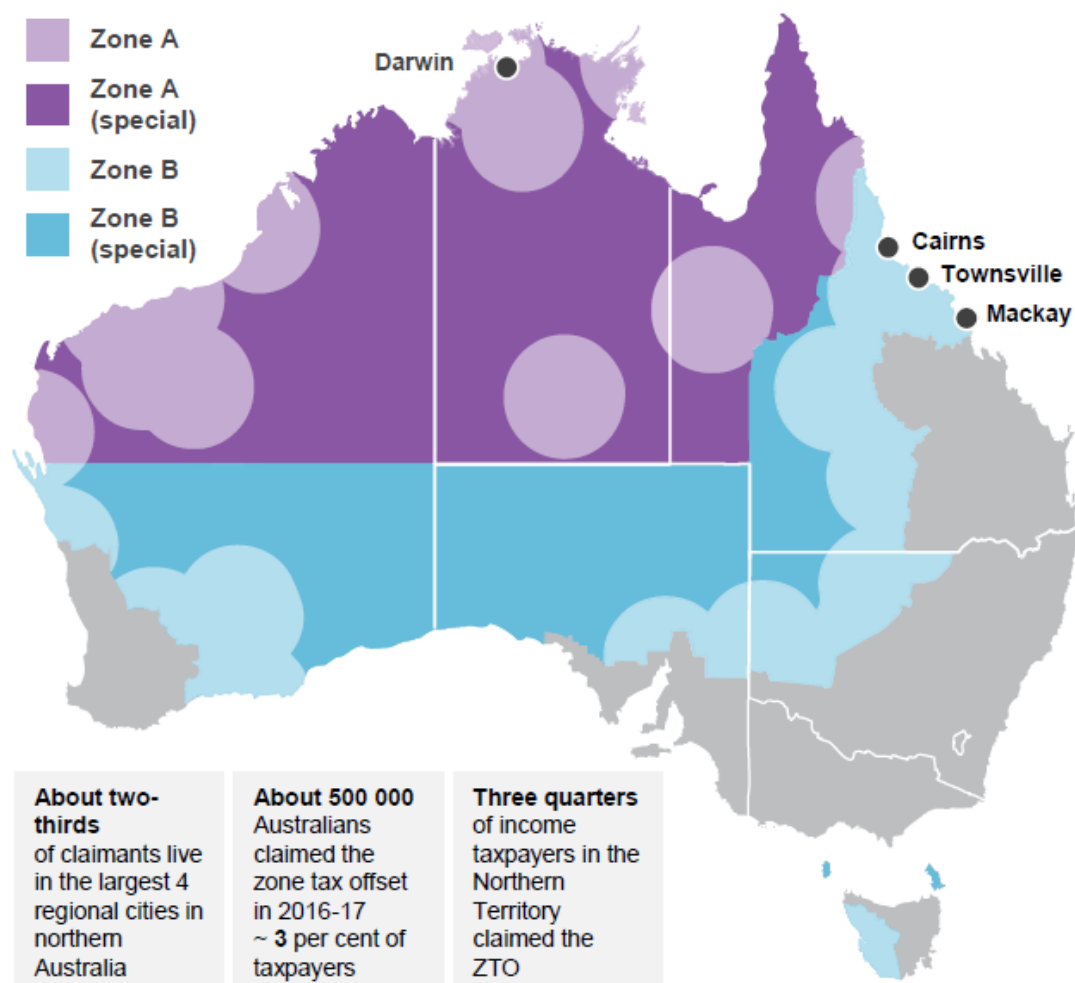 Zone A
Zone A
(special)
Zone B
Zone B
(special)
Darwin
Cairns
Townsville
Mackay
About two-
thirds
of claimants live
in the largest 4
regional cities in
northern
Australia
About 500 000
Australians
claimed the
zone tax offset
in 2016-17
~ 3 per cent of
taxpayers
Three quarters
of income
taxpayers in the
Northern
Territory
claimed the
ZTO